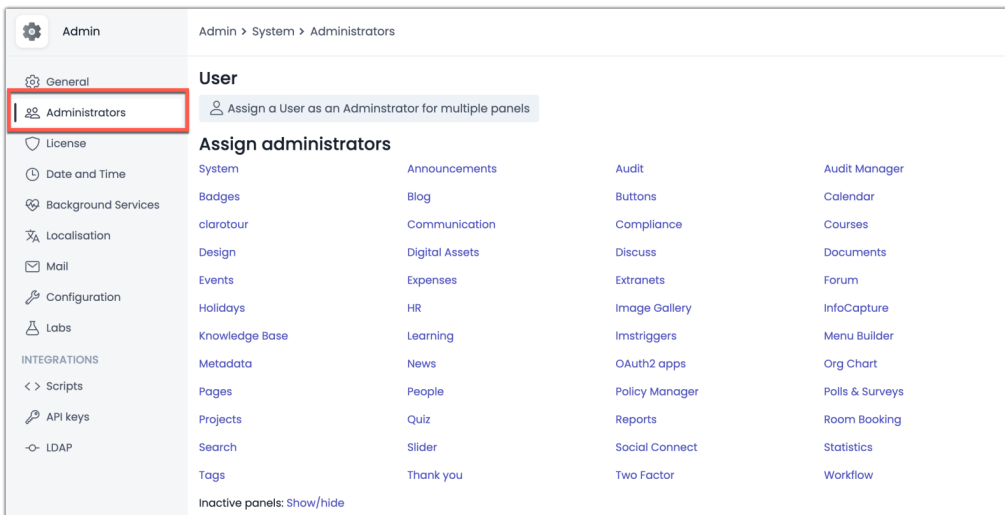 Admin
Admin > System > Administrators
General
Administrators
License
Date and Time
Background Services
Localisation
Mail
Configuration
Labs
INTEGRATIONS
Scripts
API keys
LDAP
User
Assign a User as an Adminstrator for multiple panels
Assign administrators
System Announcements Audit Audit Manager
Badges Blog Buttons Calendar
clarotour Communication Compliance Courses
Design Digital Assets Discuss Documents
Events Expenses Extranets Forum
Holidays HR Image Gallery InfoCapture
Knowledge Base Learning lmstriggers Menu Builder
Metadata News OAuth2 apps Org Chart
Pages People Policy Manager Polls & Surveys
Projects Quiz Reports Room Booking
Search Slider Social Connect Statistics
Tags Thank you Two Factor Workflow
Inactive panels: Show/hide